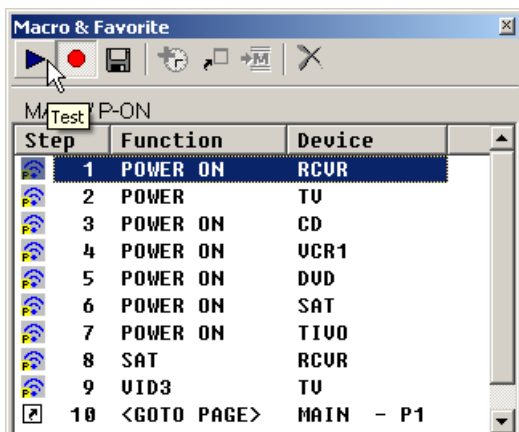 Macro & Favorite
Test P-ON
Step Function Device
1 POWER ON RCVR
2 POWER TV
3 POWER ON CD
4 POWER ON VCR1
5 POWER ON DVD
6 POWER ON SAT
7 POWER ON TIVO
8 SAT RCVR
9 VID3 TV
10 <GOTO PAGE> MAIN - P1